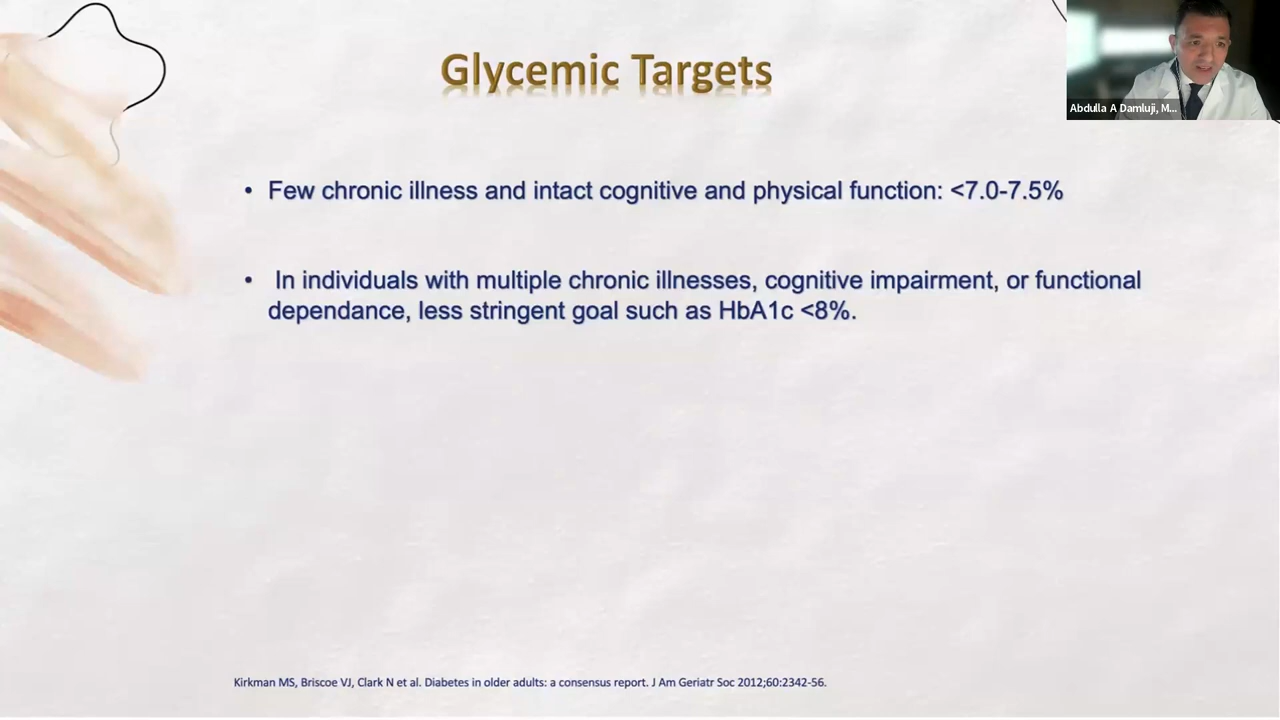 Glycemic Targets
Abdulla A Damluji, M...
• Few chronic illness and intact cognitive and physical function: <7.0-7.5%
• In individuals with multiple chronic illnesses, cognitive impairment, or functional
dependance, less stringent goal such as HbA1c <8%.
Kirkman MS, Briscoe VJ, Clark N et al. Diabetes in older adults: a consensus report. J Am Geriatr Soc 2012;60:2342-56.